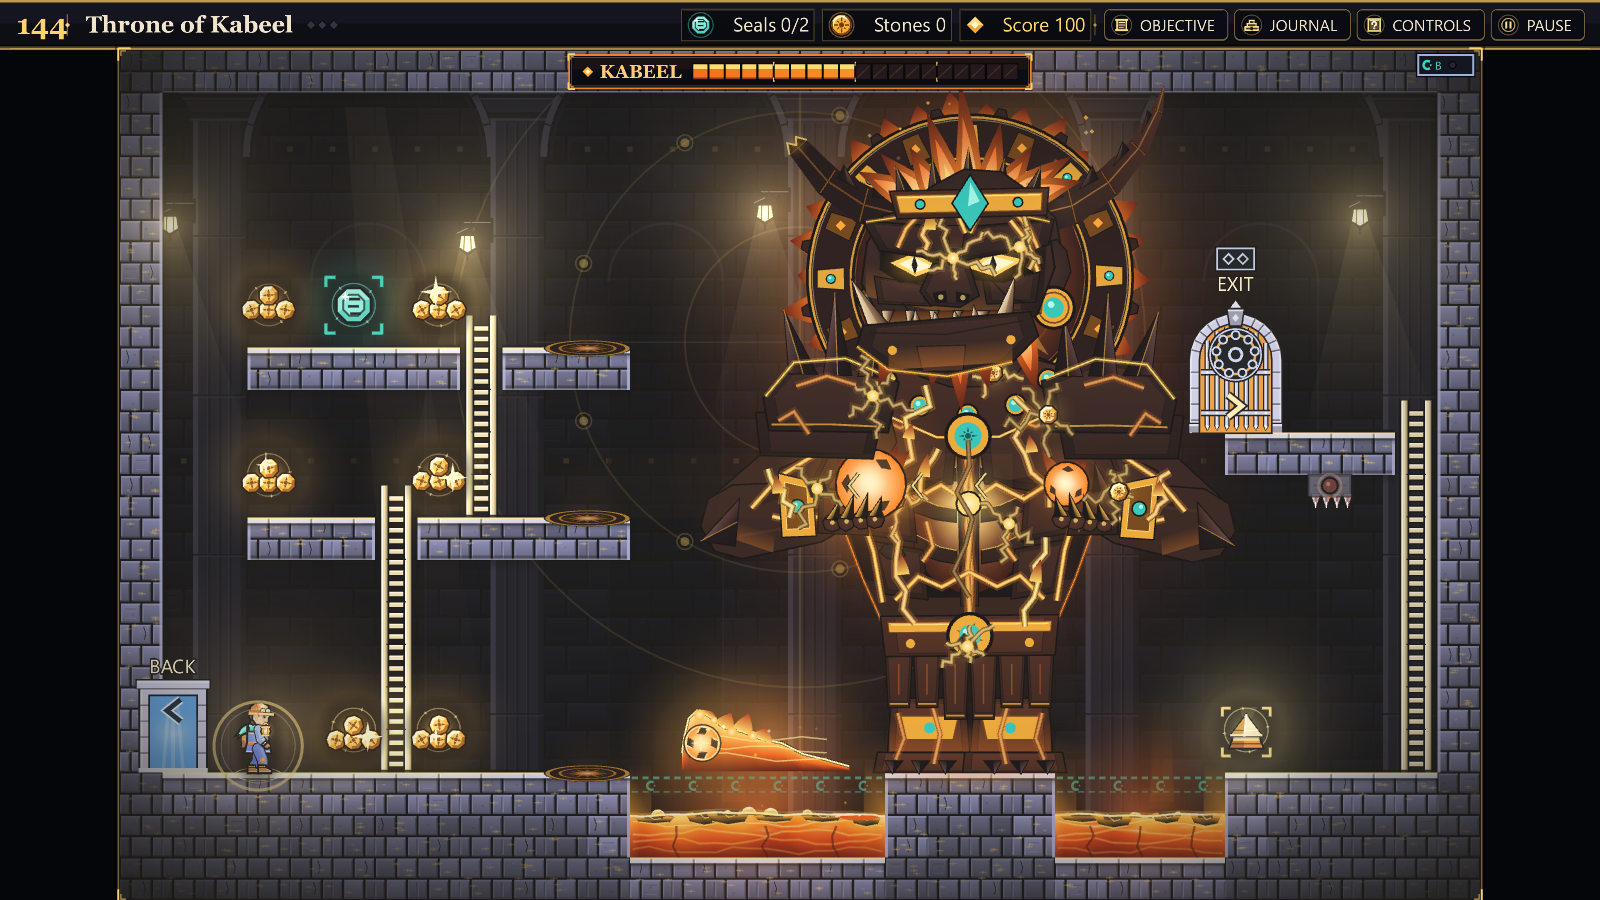 144 Throne of Kabeel
Seals 0/2
Stones 0
Score 100
OBJECTIVE
JOURNAL
CONTROLS
PAUSE
KABEEL
C B
EXIT
BACK
C C C C C C
C C C C